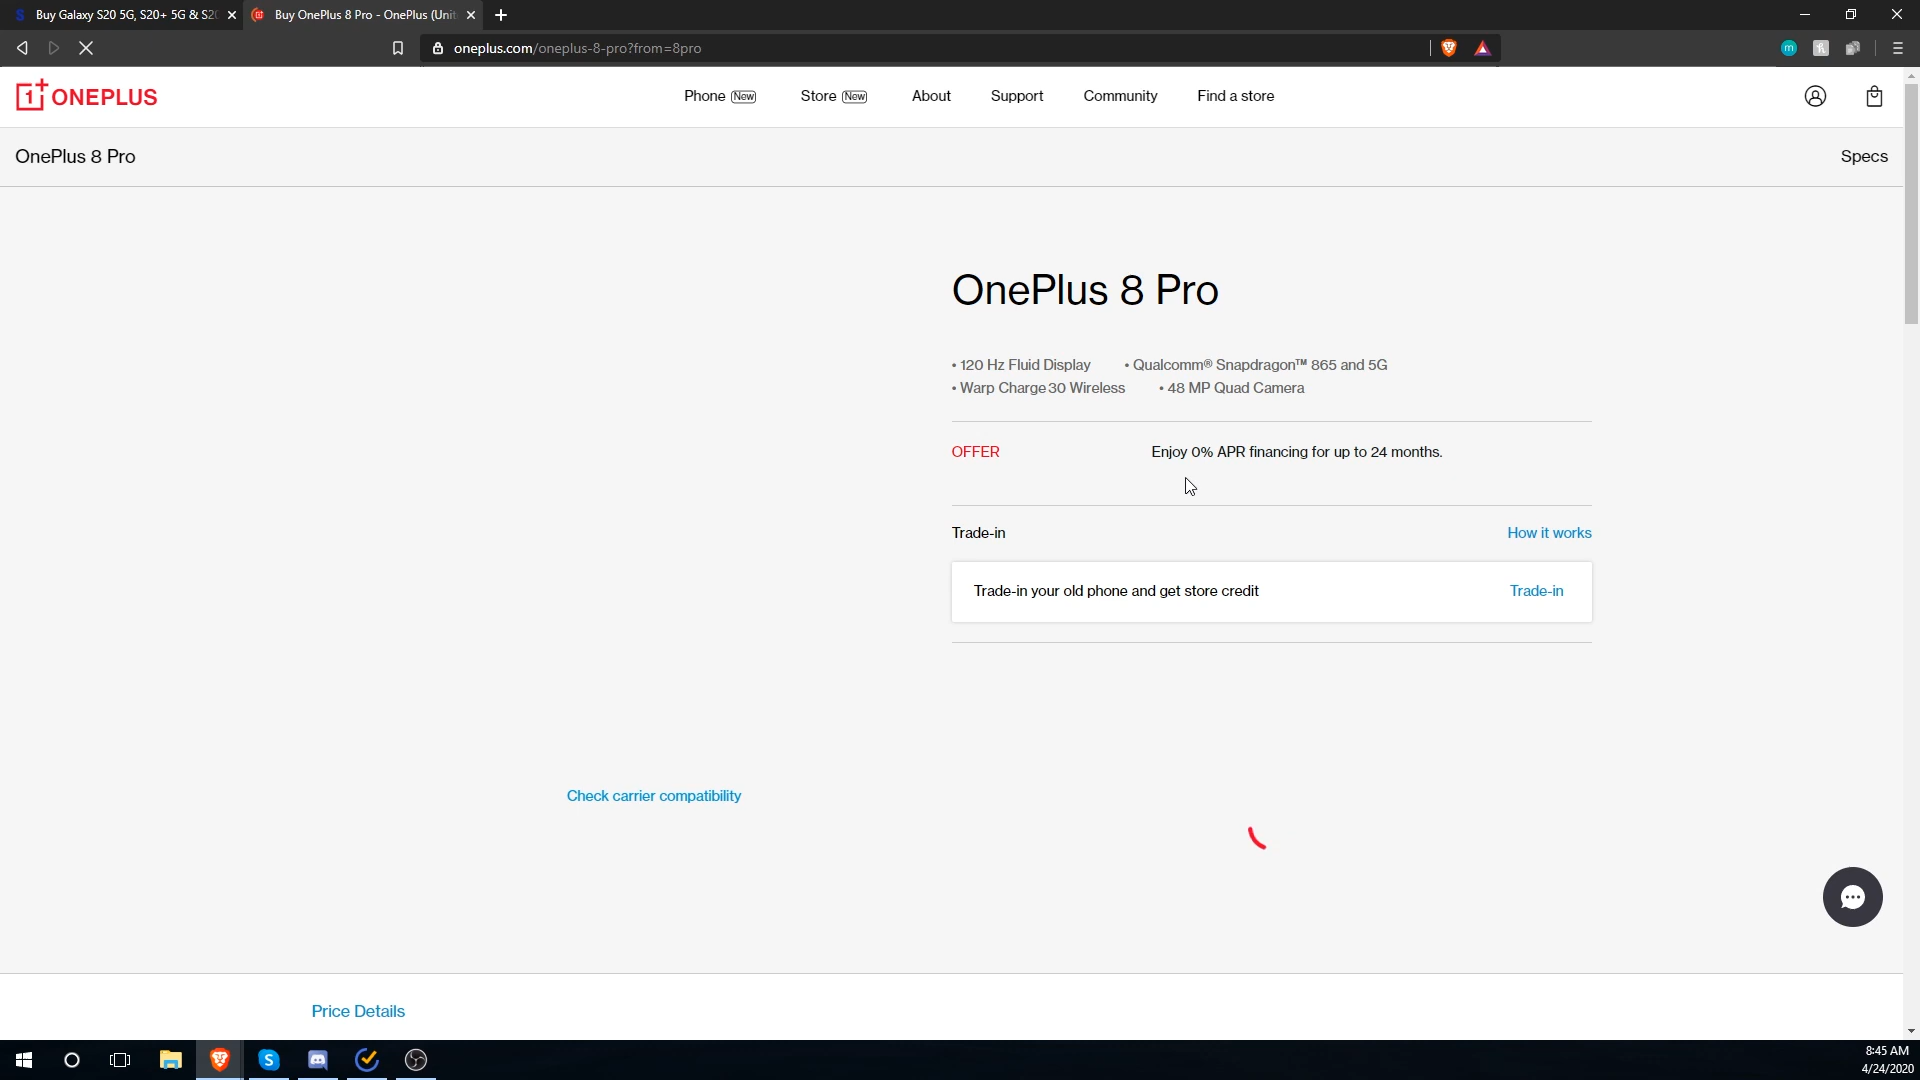 Buy Galaxy S20 5G, S20+ 5G & S20
Buy OnePlus 8 Pro - OnePlus (Unit
oneplus.com/oneplus-8-pro?from=8pro
ONEPLUS
Phone New
Store New
About
Support
Community
Find a store
OnePlus 8 Pro
Specs
OnePlus 8 Pro
• 120 Hz Fluid Display • Qualcomm® Snapdragon™ 865 and 5G
• Warp Charge 30 Wireless • 48 MP Quad Camera
OFFER Enjoy 0% APR financing for up to 24 months.
Trade-in How it works
Trade-in your old phone and get store credit Trade-in
Check carrier compatibility
Price Details
8:45 AM
4/24/2020